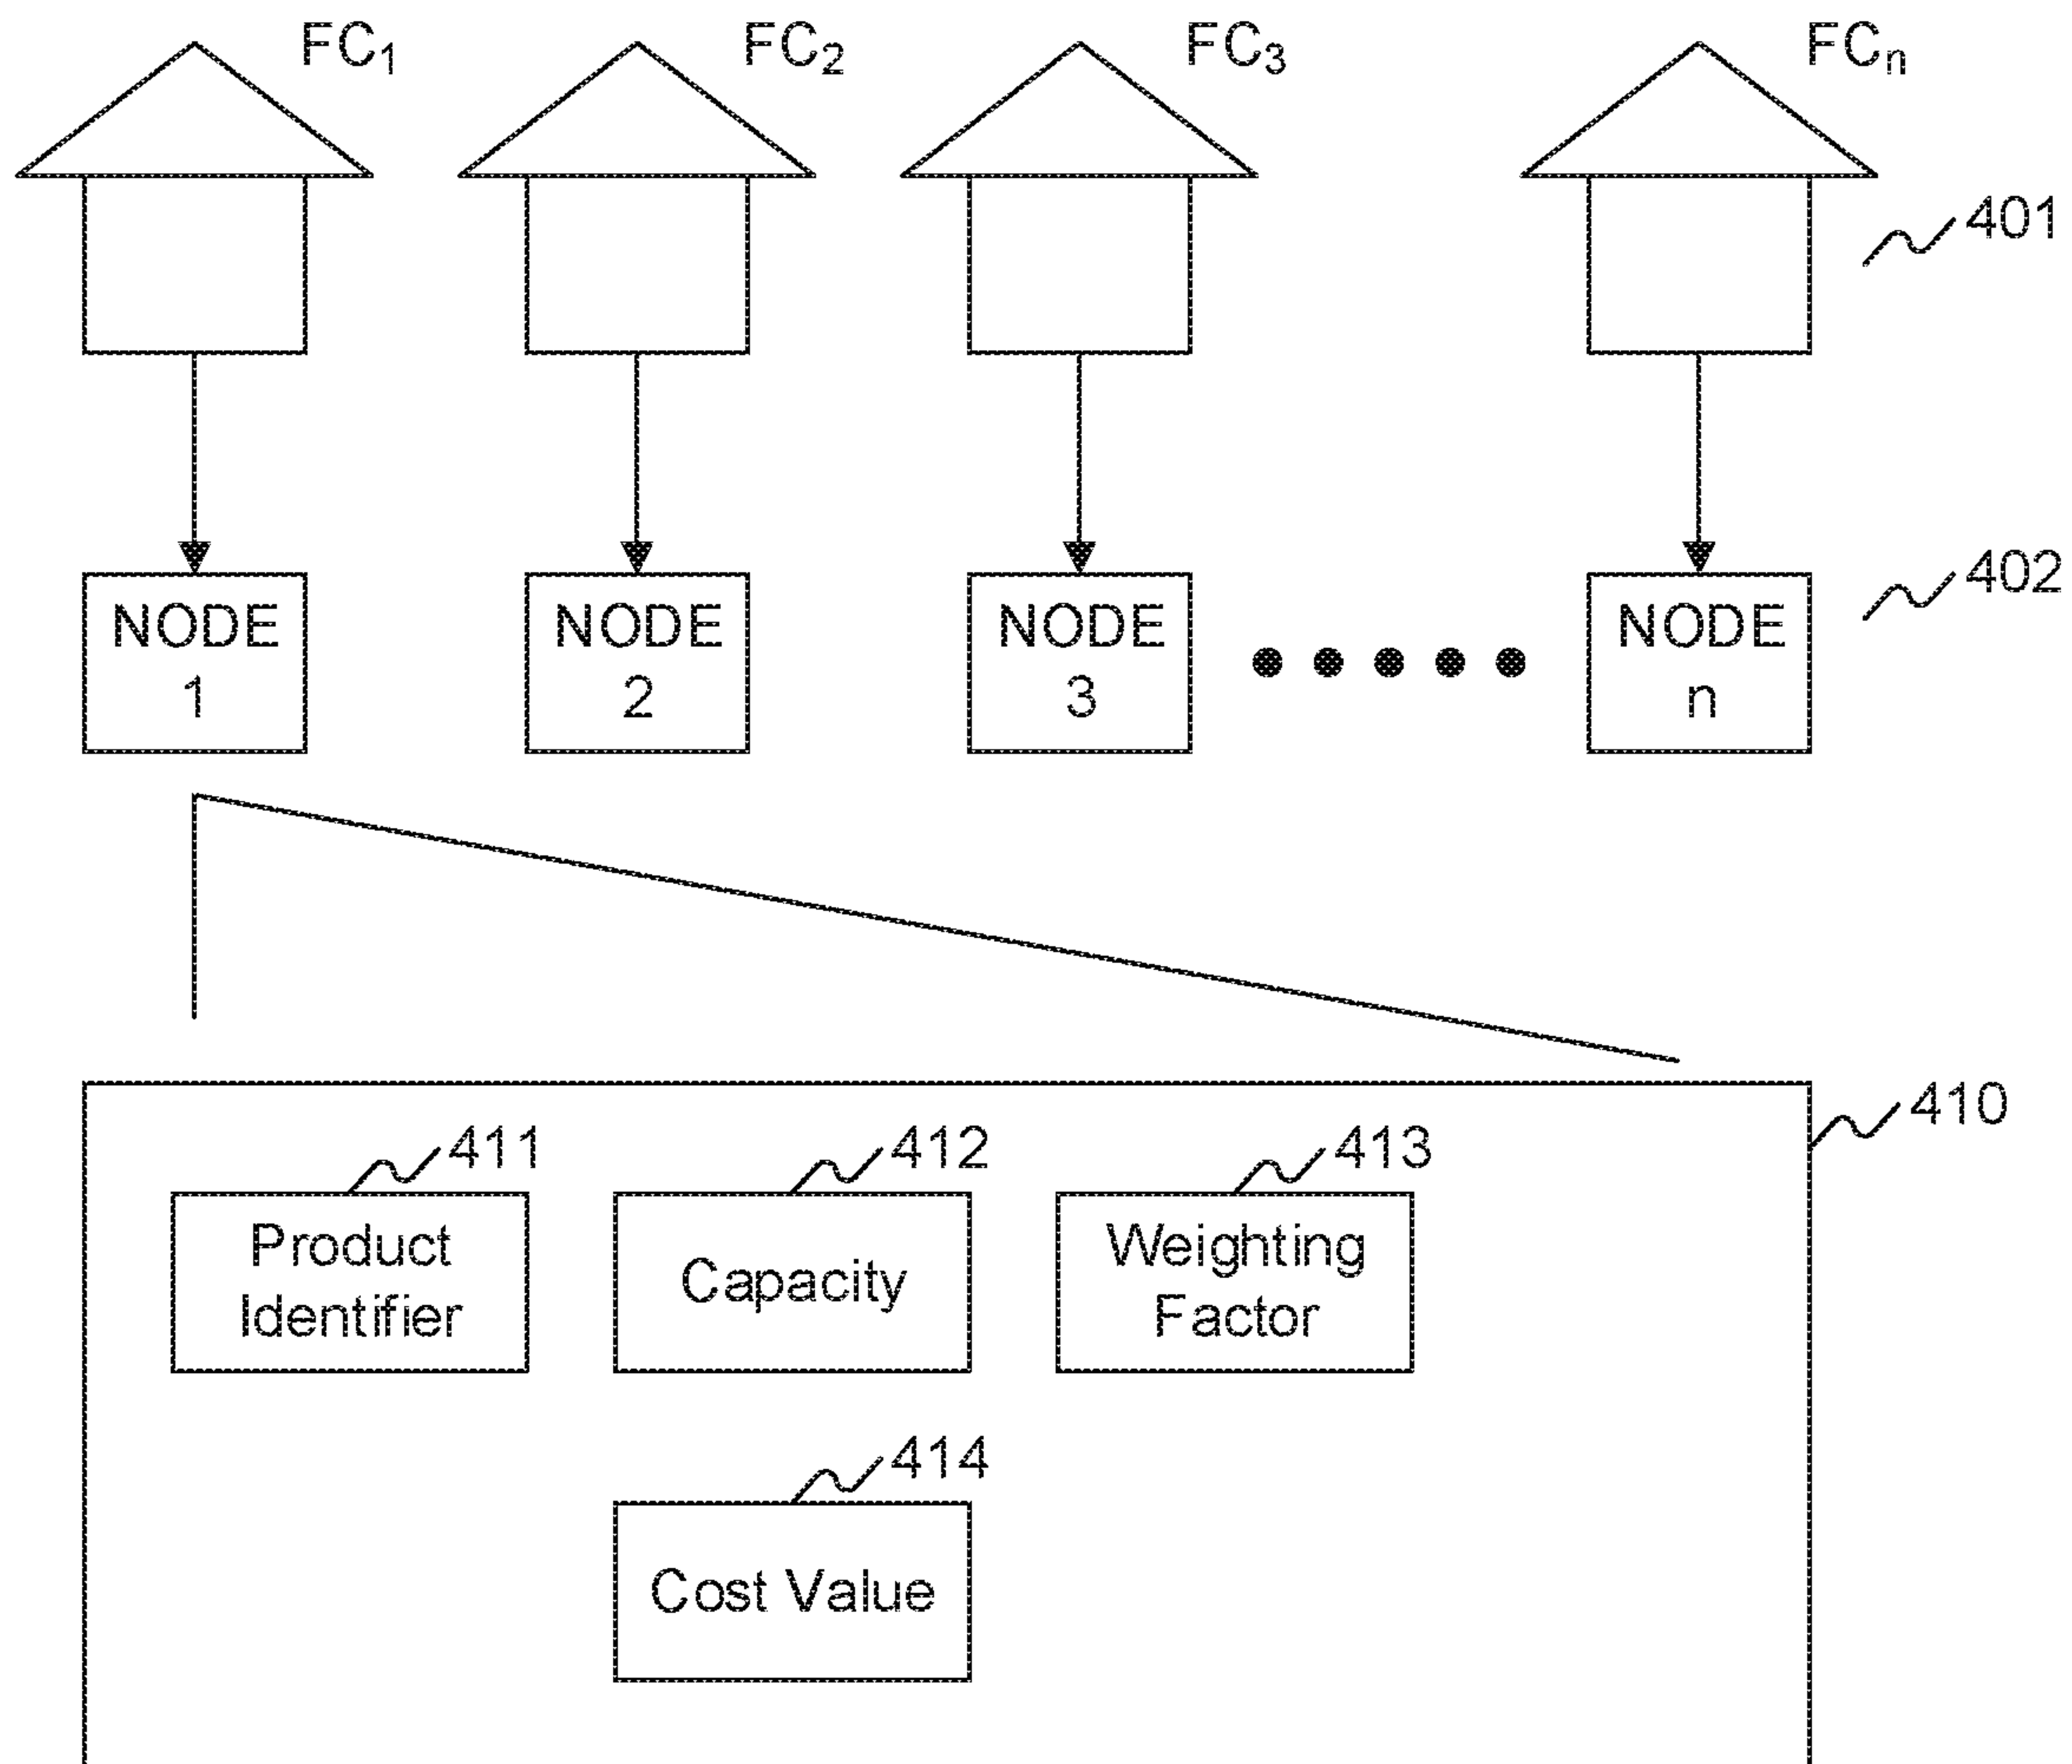 FC1
FC2
FC3
FCn
401
402
NODE
1
NODE
2
NODE
3
NODE
n
410
411
412
413
Product
Identifier
Capacity
Weighting
Factor
414
Cost Value